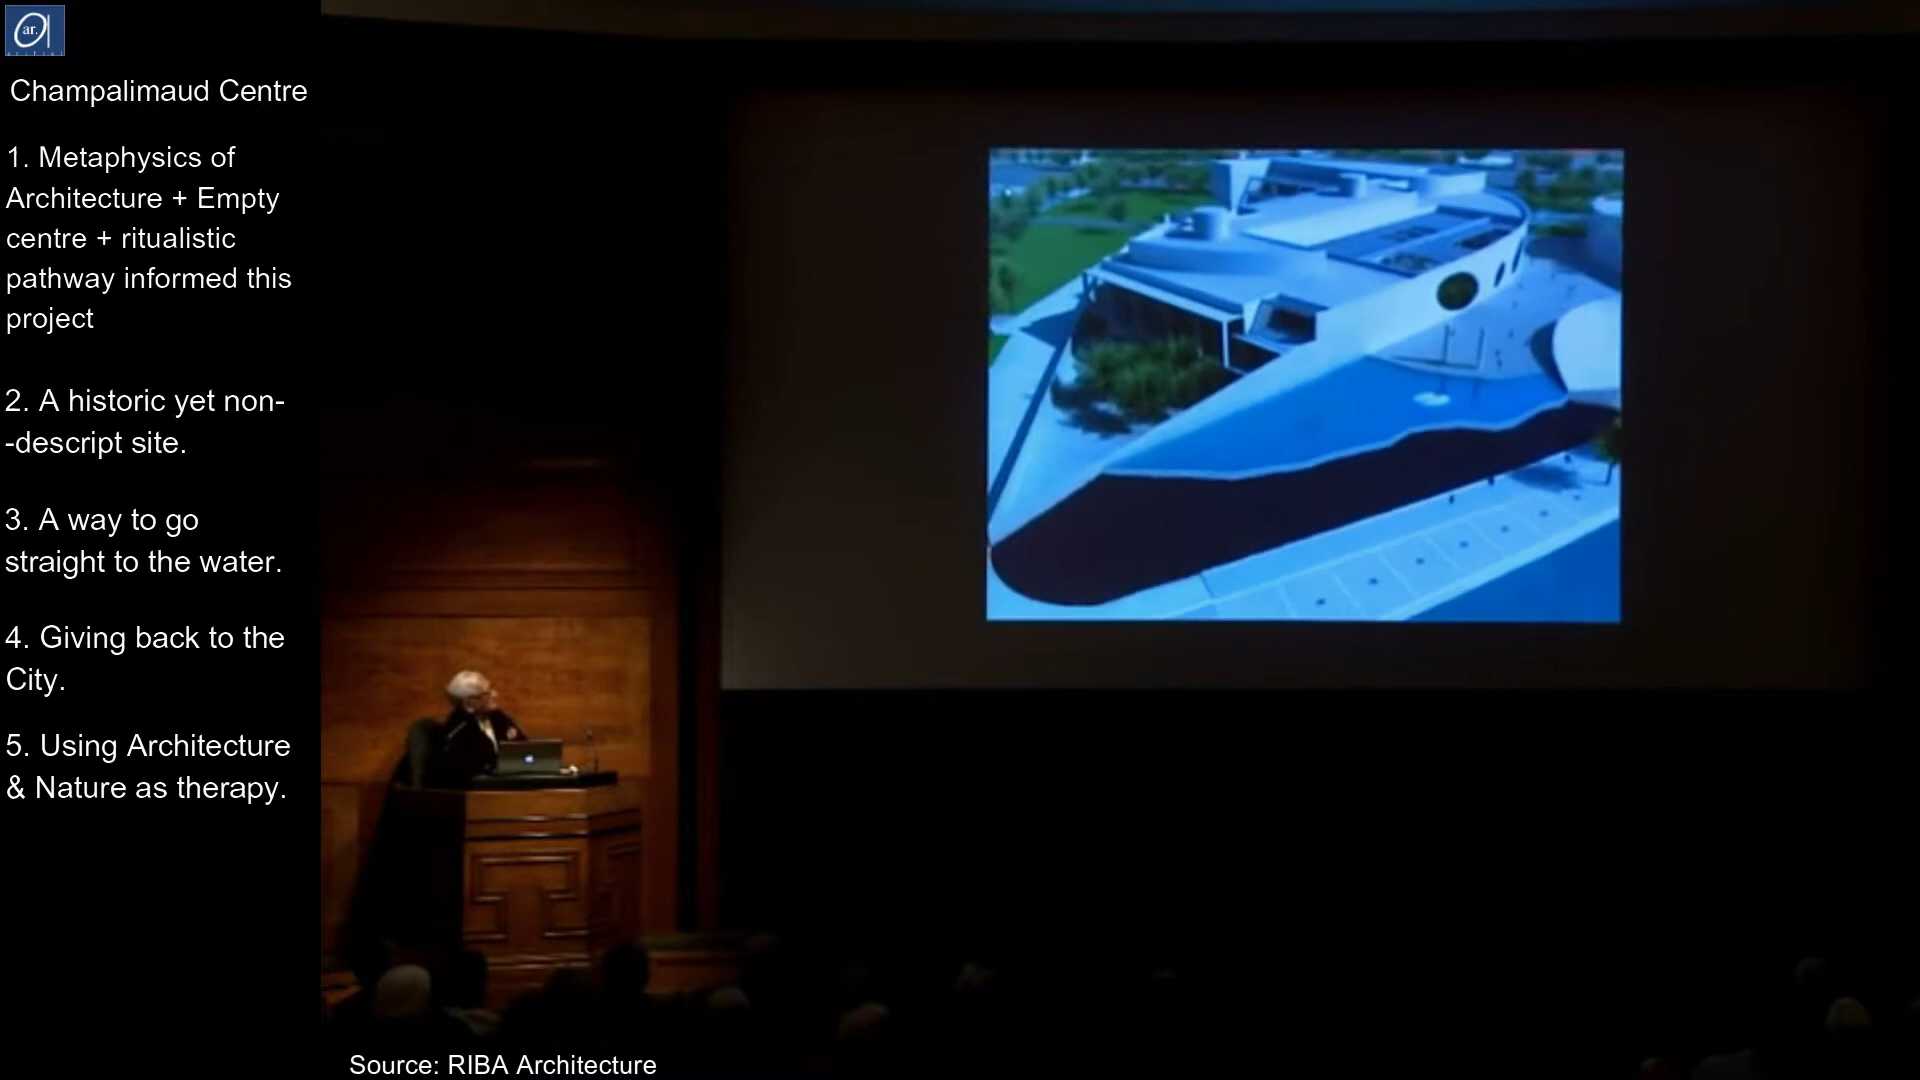 ar.
Champalimaud Centre
1. Metaphysics of
Architecture + Empty
centre + ritualistic
pathway informed this
project
2. A historic yet non-
-descript site.
3. A way to go
straight to the water.
4. Giving back to the
City.
5. Using Architecture
& Nature as therapy.
Source: RIBA Architecture